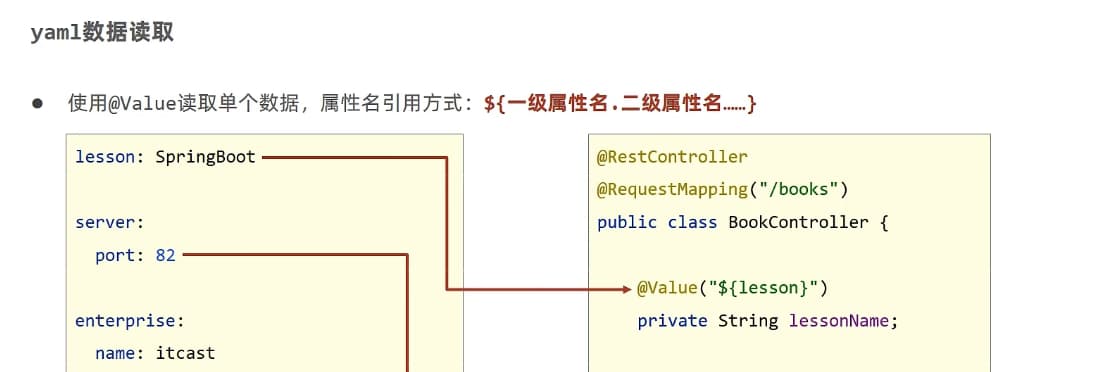 yaml数据读取
● 使用@Value读取单个数据，属性名引用方式：${一级属性名.二级属性名……}
lesson: SpringBoot
server:
  port: 82
enterprise:
  name: itcast
@RestController
@RequestMapping("/books")
public class BookController {
    @Value("${lesson}")
    private String lessonName;